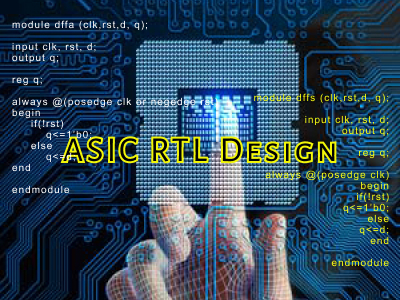 module dffa (clk,rst,d, q);
input clk, rst, d;
output q;
reg q;
always @(posedge clk or negedge rst)
begin
if(!rst)
q<=1'b0;
else
q<=d;
end
endmodule
ASIC RTL Design
module dffs (clk,rst,d, q);
input clk, rst, d;
output q;
reg q;
always @(posedge clk)
begin
if(!rst)
q<=1'b0;
else
q<=d;
end
endmodule